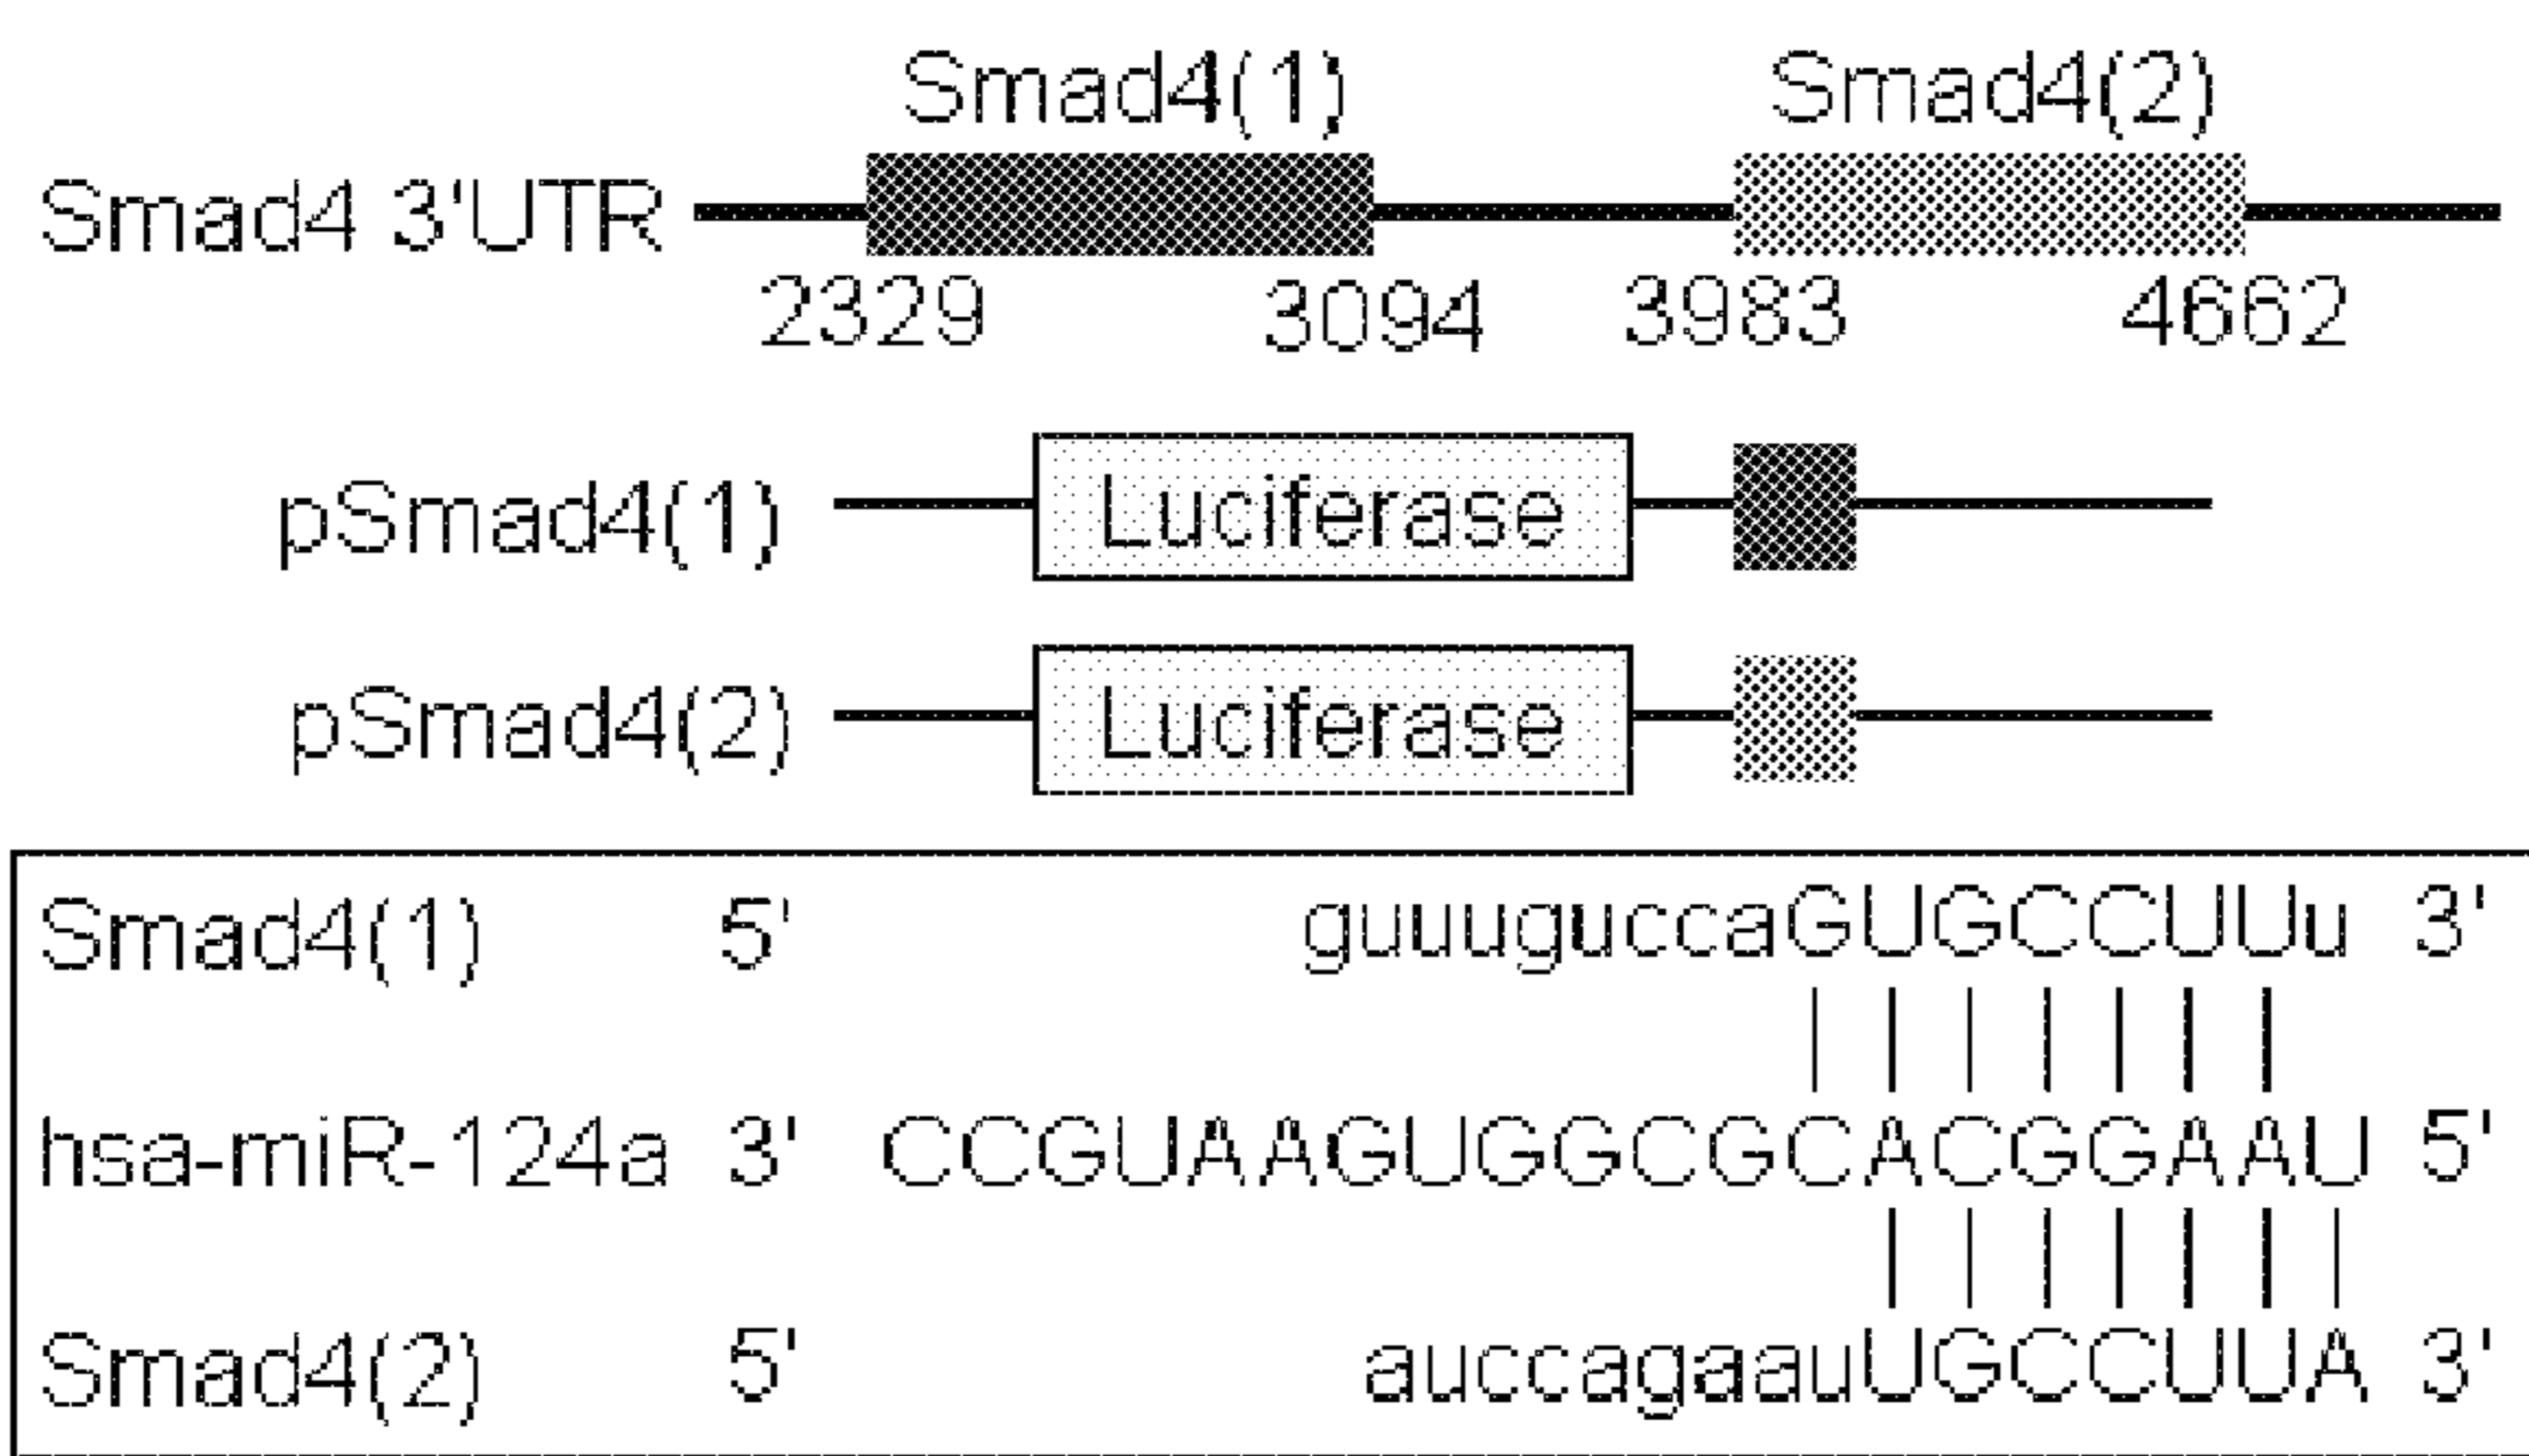 Smad4(1) Smad4(2)
Smad4 3'UTR
2329 3094 3983 4662
pSmad4(1) Luciferase
pSmad4(2) Luciferase
Smad4(1) 5' guuuguccaGUGCCUUu 3'
hsa-miR-124a 3' CCGUAAGUGGCGCACGGAAU 5'
Smad4(2) 5' auccagaauUGCCUUA 3'